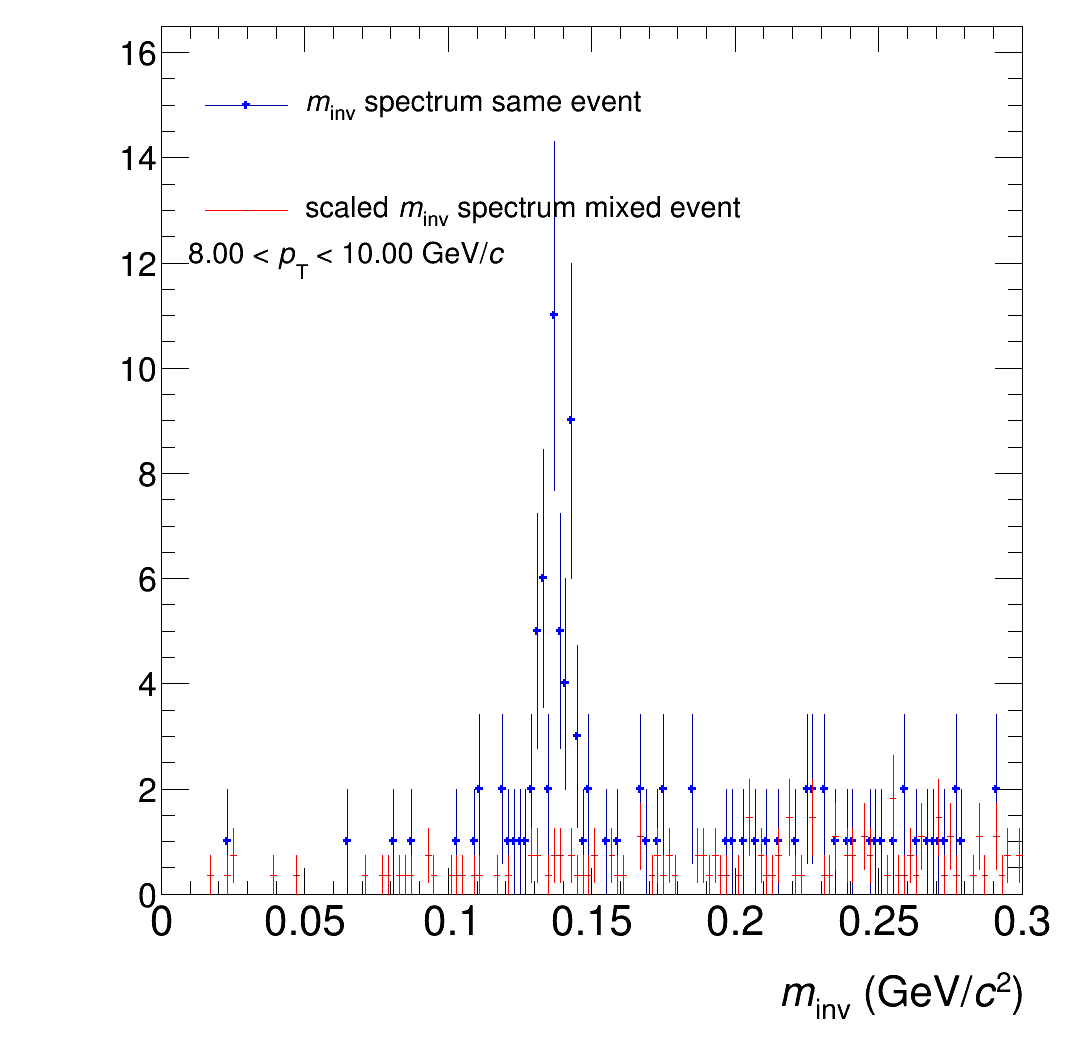 16
m_inv spectrum same event
14
scaled m_inv spectrum mixed event
12
8.00 < p_T < 10.00 GeV/c
10
8
6
4
2
0
0 0.05 0.1 0.15 0.2 0.25 0.3
m_inv (GeV/c²)